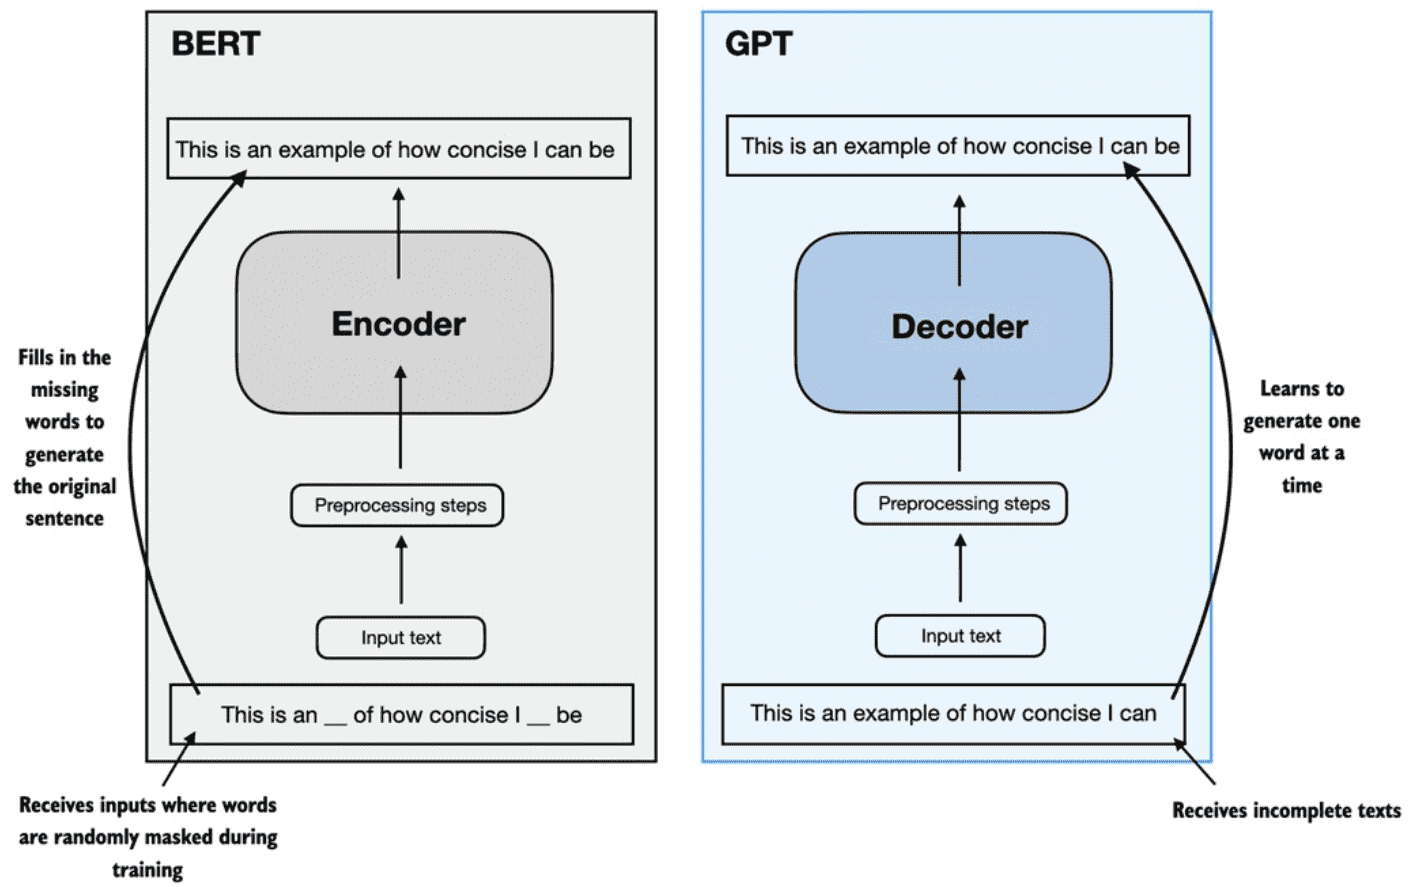 BERT
This is an example of how concise I can be
Encoder
Fills in the
missing
words to
generate
the original
sentence
Preprocessing steps
Input text
This is an __ of how concise I __ be
Receives inputs where words
are randomly masked during
training
GPT
This is an example of how concise I can be
Decoder
Learns to
generate one
word at a
time
Preprocessing steps
Input text
This is an example of how concise I can
Receives incomplete texts